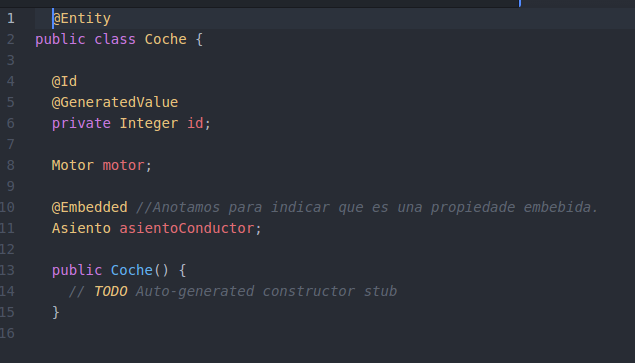 1 @Entity
2 public class Coche {
3
4 @Id
5 @GeneratedValue
6 private Integer id;
7
8 Motor motor;
9
10 @Embedded //Anotamos para indicar que es una propiedade embebida.
11 Asiento asientoConductor;
12
13 public Coche() {
14 // TODO Auto-generated constructor stub
15 }
16